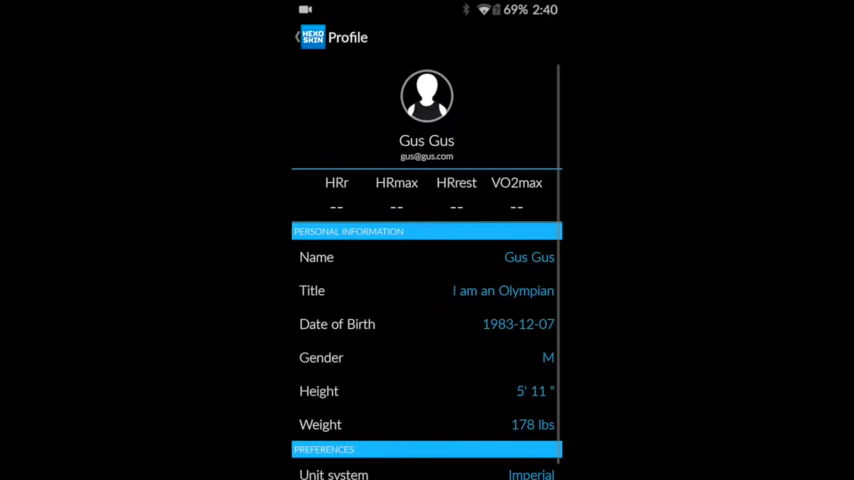 69% 2:40
HEXO SKIN Profile
Gus Gus
gus@gus.com
HRr HRmax HRrest VO2max
-- -- -- --
PERSONAL INFORMATION
Name Gus Gus
Title I am an Olympian
Date of Birth 1983-12-07
Gender M
Height 5' 11 "
Weight 178 lbs
PREFERENCES
Unit system Imperial